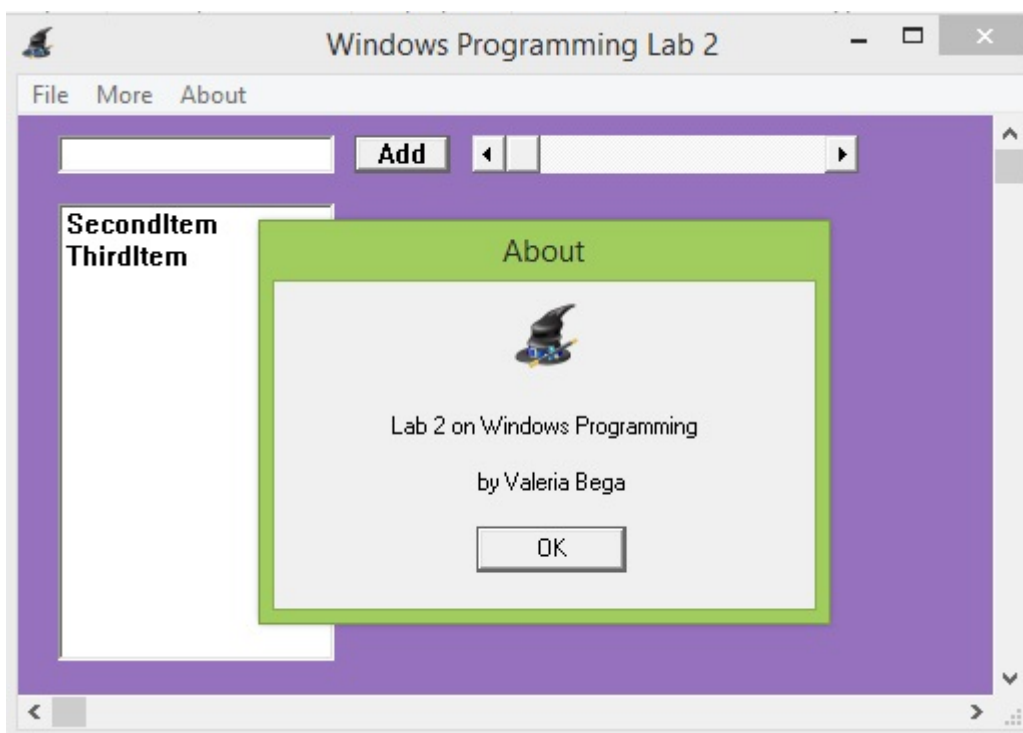 Windows Programming Lab 2
File More About
Add
SecondItem
ThirdItem
About
Lab 2 on Windows Programming
by Valeria Bega
OK